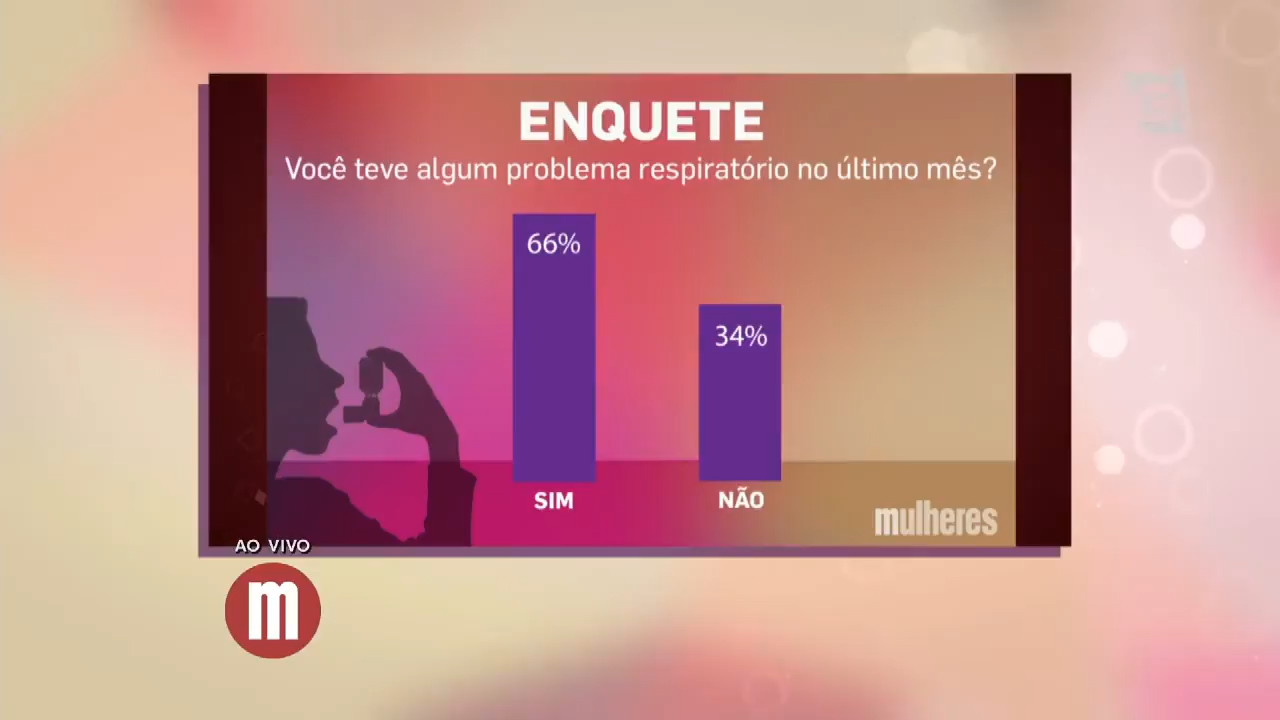 ENQUETE
Você teve algum problema respiratório no último mês?
66%
34%
SIM
NÃO
mulheres
AO VIVO
m